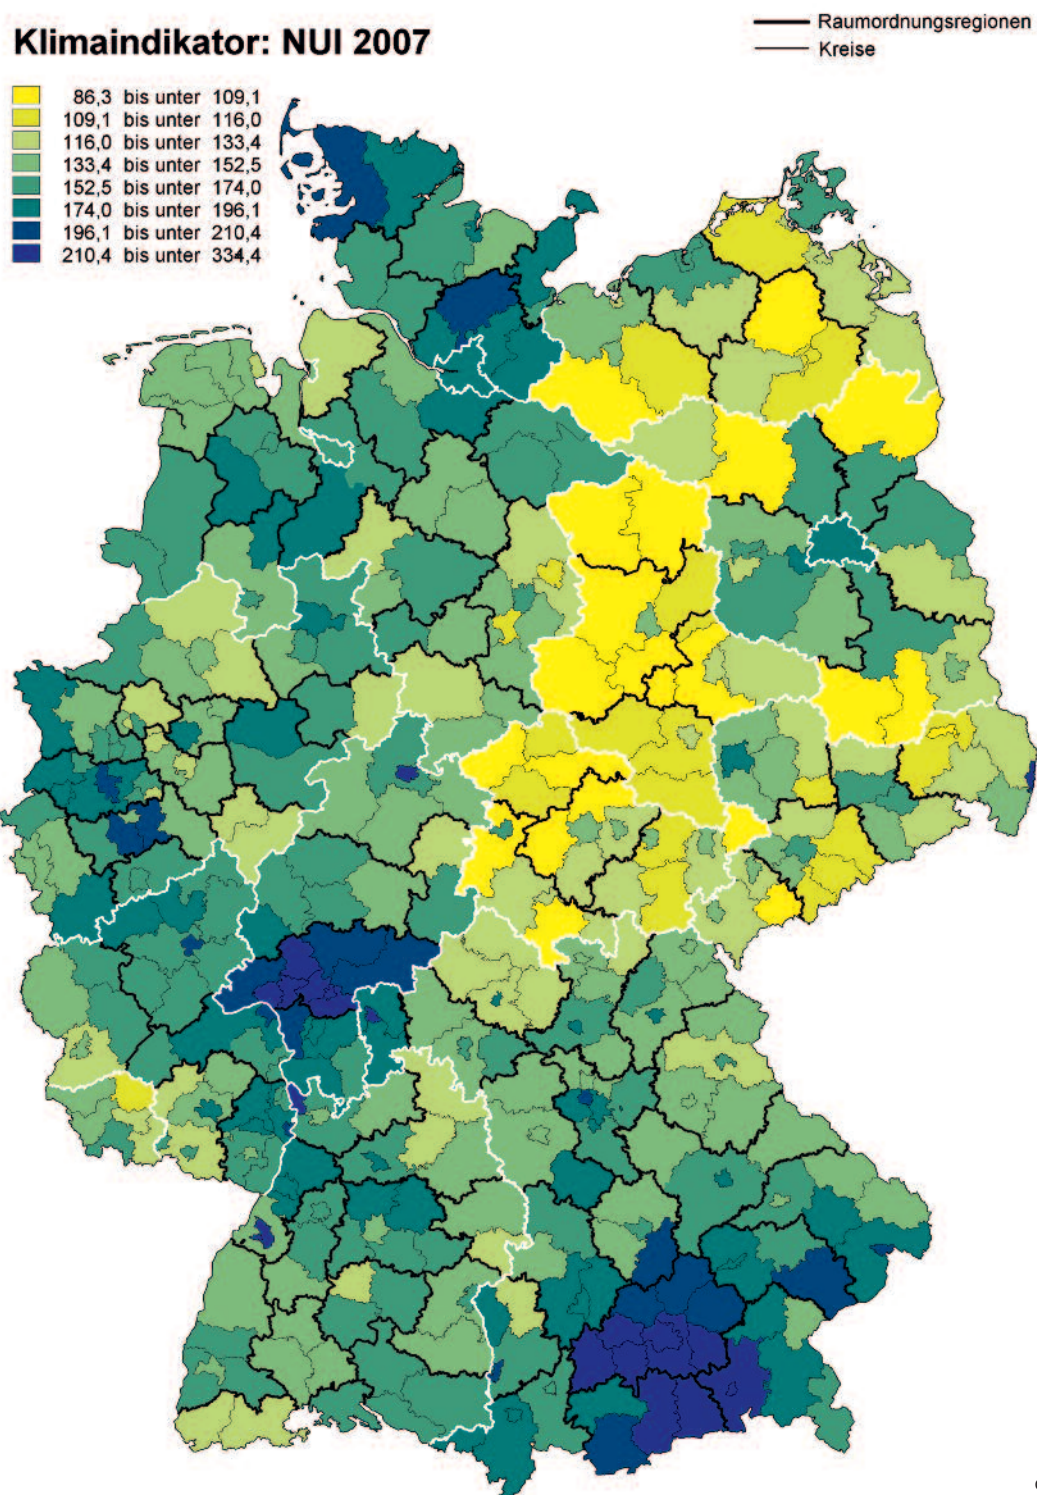 Klimaindikator: NUI 2007
Raumordnungsregionen
Kreise
86,3 bis unter 109,1
109,1 bis unter 116,0
116,0 bis unter 133,4
133,4 bis unter 152,5
152,5 bis unter 174,0
174,0 bis unter 196,1
196,1 bis unter 210,4
210,4 bis unter 334,4